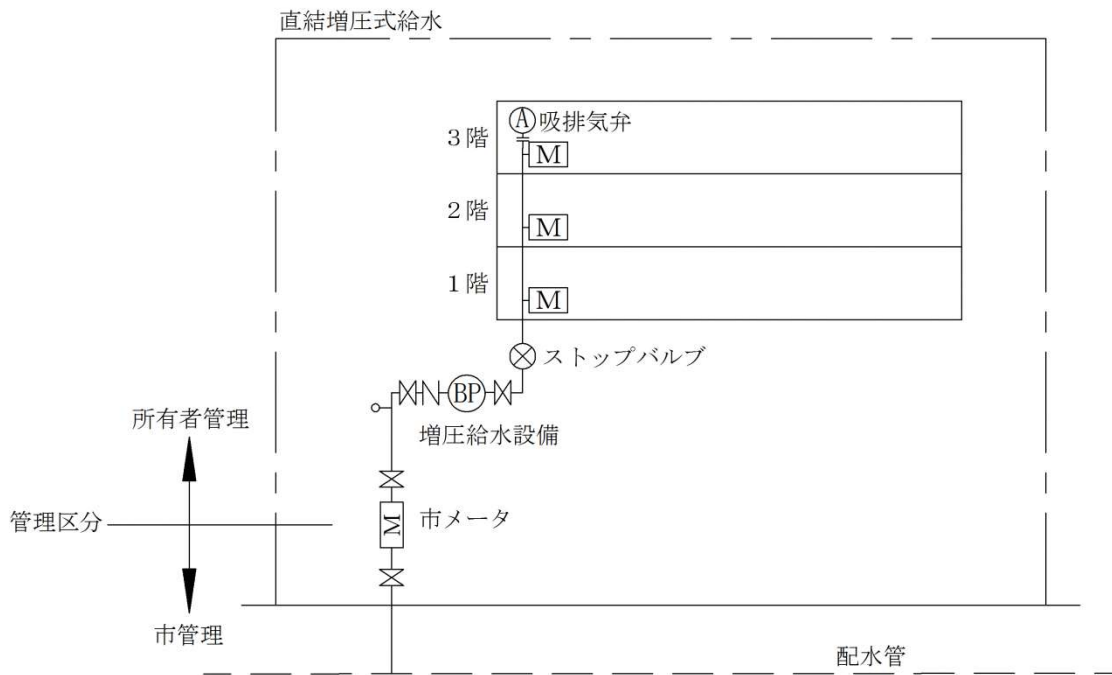 直結増圧式給水
A 吸排気弁
3階
M
2階
M
1階
M
ストップバルブ
BP
増圧給水設備
所有者管理
管理区分
M
市メータ
市管理
配水管